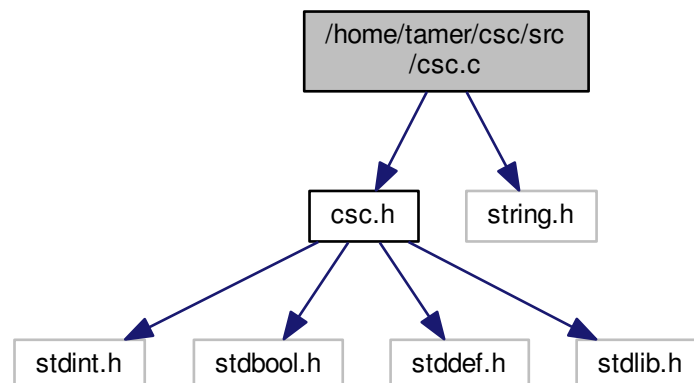 /home/tamer/csc/src
/csc.c
csc.h
string.h
stdint.h
stdbool.h
stddef.h
stdlib.h